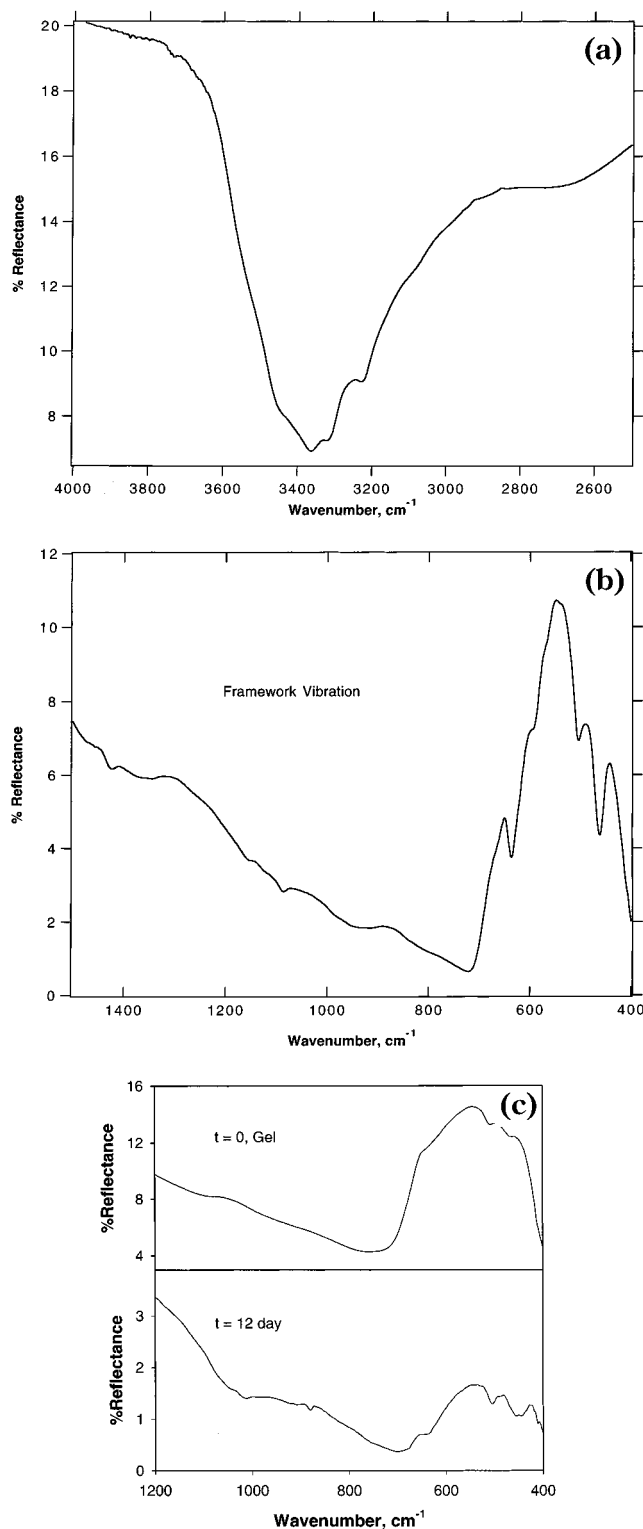 (a)
20
18
16
14
12
10
8
% Reflectance
4000 3800 3600 3400 3200 3000 2800 2600
Wavenumber, cm-1
(b)
12
10
8
6
4
2
0
% Reflectance
Framework Vibration
1400 1200 1000 800 600 400
Wavenumber, cm-1
(c)
16
12
8
4
%Reflectance
t = 0, Gel
3
2
1
0
%Reflectance
t = 12 day
1200 1000 800 600 400
Wavenumber, cm-1